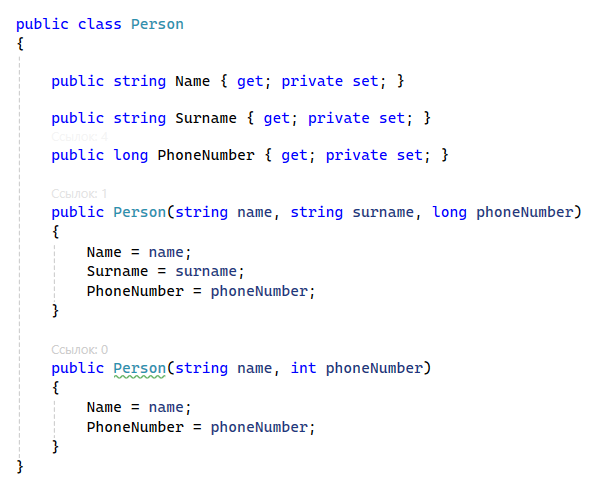 public class Person
{
public string Name { get; private set; }
public string Surname { get; private set; }
Ссылок: 4
public long PhoneNumber { get; private set; }
Ссылок: 1
public Person(string name, string surname, long phoneNumber)
{
Name = name;
Surname = surname;
PhoneNumber = phoneNumber;
}
Ссылок: 0
public Person(string name, int phoneNumber)
{
Name = name;
PhoneNumber = phoneNumber;
}
}